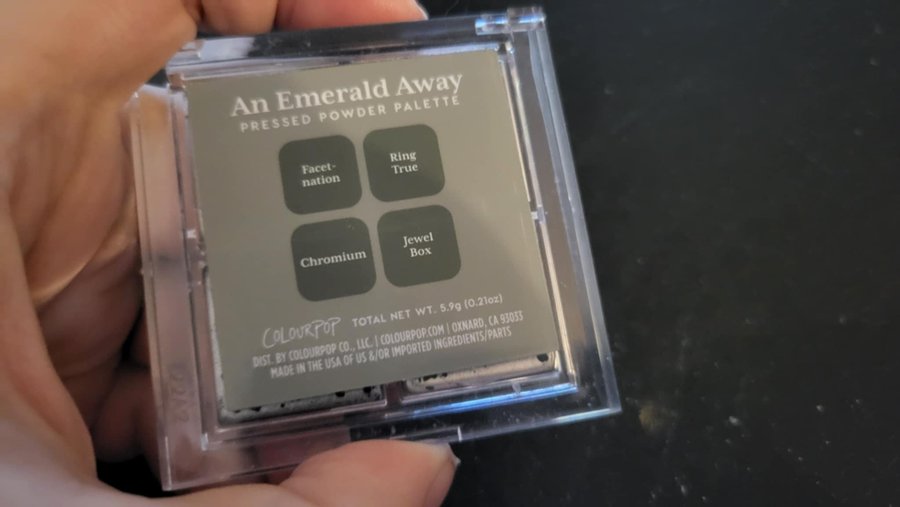 An Emerald Away
PRESSED POWDER PALETTE
Facet-
nation
Ring
True
Chromium
Jewel
Box
COLOURPOP TOTAL NET WT. 5.9g (0.21oz)
DIST. BY COLOURPOP CO., LLC. | COLOURPOP.COM | OXNARD, CA 93033
MADE IN THE USA OF US &/OR IMPORTED INGREDIENTS/PARTS